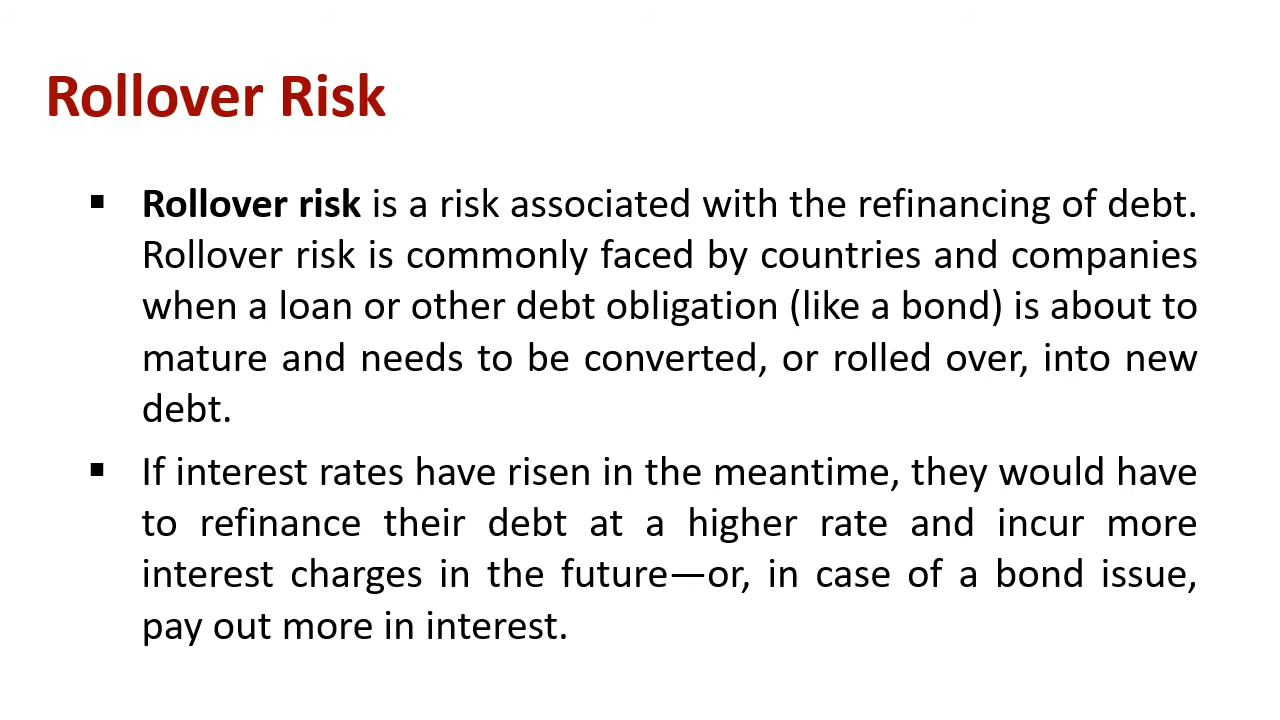 Rollover Risk
▪ Rollover risk is a risk associated with the refinancing of debt.
Rollover risk is commonly faced by countries and companies
when a loan or other debt obligation (like a bond) is about to
mature and needs to be converted, or rolled over, into new
debt.
▪ If interest rates have risen in the meantime, they would have
to refinance their debt at a higher rate and incur more
interest charges in the future—or, in case of a bond issue,
pay out more in interest.